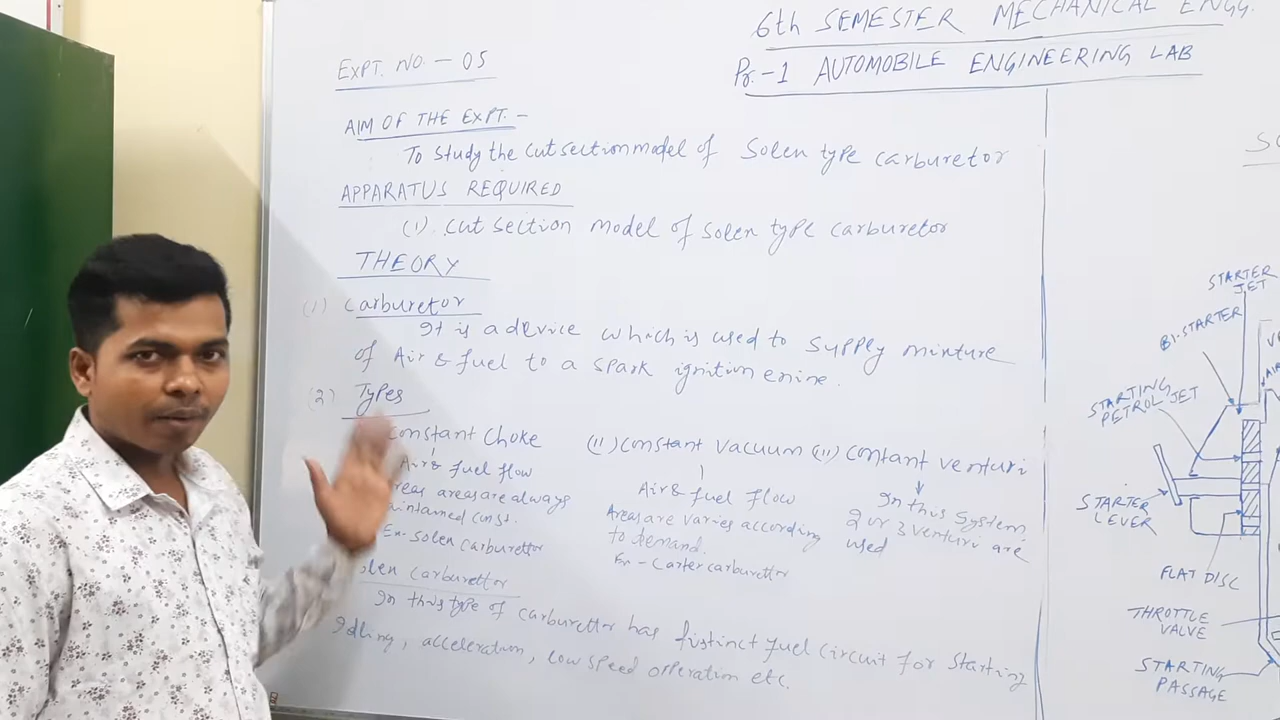 6th SEMESTER MECHANICAL ENGG.
Pr.-1 AUTOMOBILE ENGINEERING LAB
EXPT. NO. - 05
AIM OF THE EXPT. -
To study the cut section model of Solen type carburetor
APPARATUS REQUIRED
(1). cut section model of Solen type carburetor
THEORY
(1) Carburetor
It is a device which is used to supply mixture
of Air & fuel to a spark ignition enine.
(2) Types
constant choke
Air & fuel flow
areas are always
const.
Ex- Solen Carburettor
(ii) constant vacuum
Air & fuel flow
Areas are varies according
to demand.
Ex - Carter carburettor
(iii) contant venturi
In this system
2 or 3 venturi are
used
Carburettor
In this type of carburettor has fistinct fuel circuit for starting
Idling, acceleration, low speed opperation etc.
STARTER
JET
BI-STARTER
STARTING
PETROL JET
STARTER
LEVER
FLAT DISC
THROTTLE
VALVE
STARTING
PASSAGE